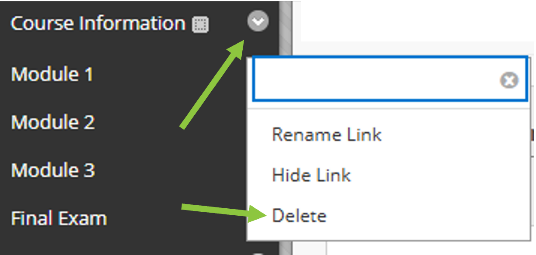 Course Information
Module 1
Module 2
Module 3
Final Exam
Rename Link
Hide Link
Delete